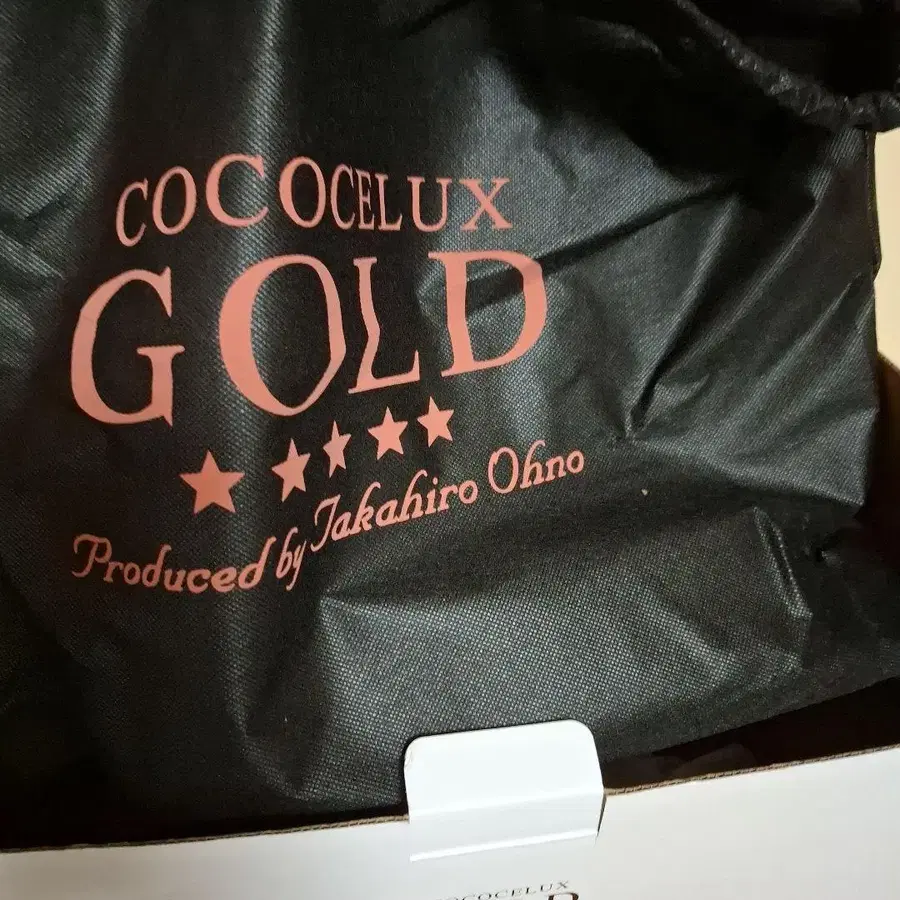 COCOCELUX
GOLD
★★★★★
Produced by Takahiro Ohno
COCOCELUX